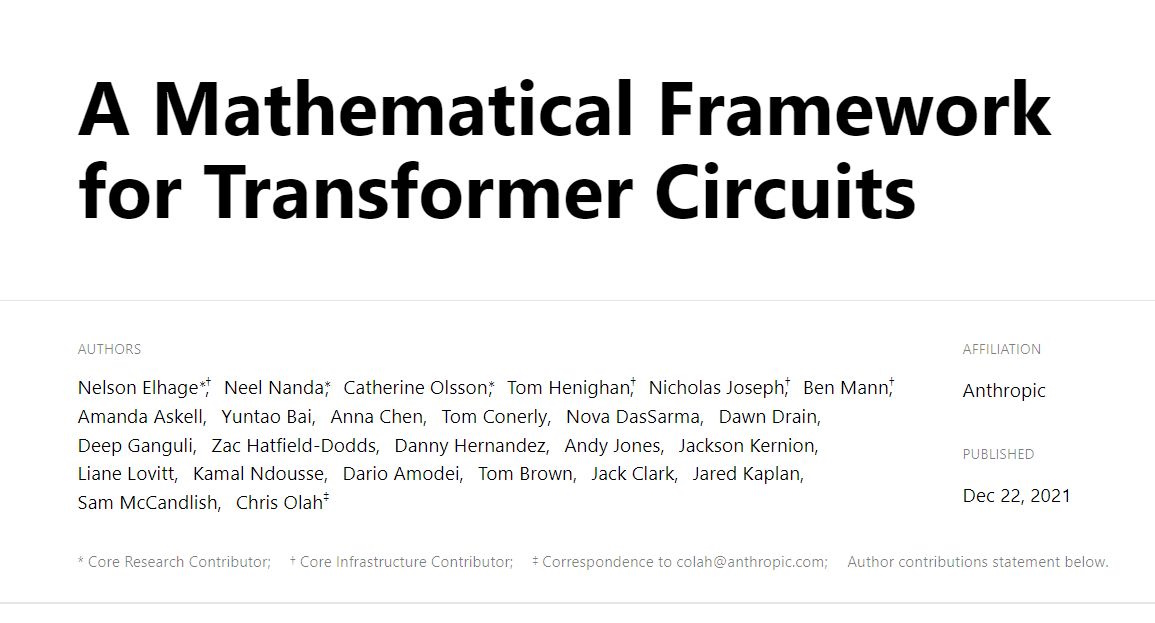 A Mathematical Framework
for Transformer Circuits
AUTHORS
Nelson Elhage*†, Neel Nanda*, Catherine Olsson*, Tom Henighan†, Nicholas Joseph†, Ben Mann†,
Amanda Askell, Yuntao Bai, Anna Chen, Tom Conerly, Nova DasSarma, Dawn Drain,
Deep Ganguli, Zac Hatfield-Dodds, Danny Hernandez, Andy Jones, Jackson Kernion,
Liane Lovitt, Kamal Ndousse, Dario Amodei, Tom Brown, Jack Clark, Jared Kaplan,
Sam McCandlish, Chris Olah‡
AFFILIATION
Anthropic
PUBLISHED
Dec 22, 2021
* Core Research Contributor; † Core Infrastructure Contributor; ‡ Correspondence to colah@anthropic.com; Author contributions statement below.